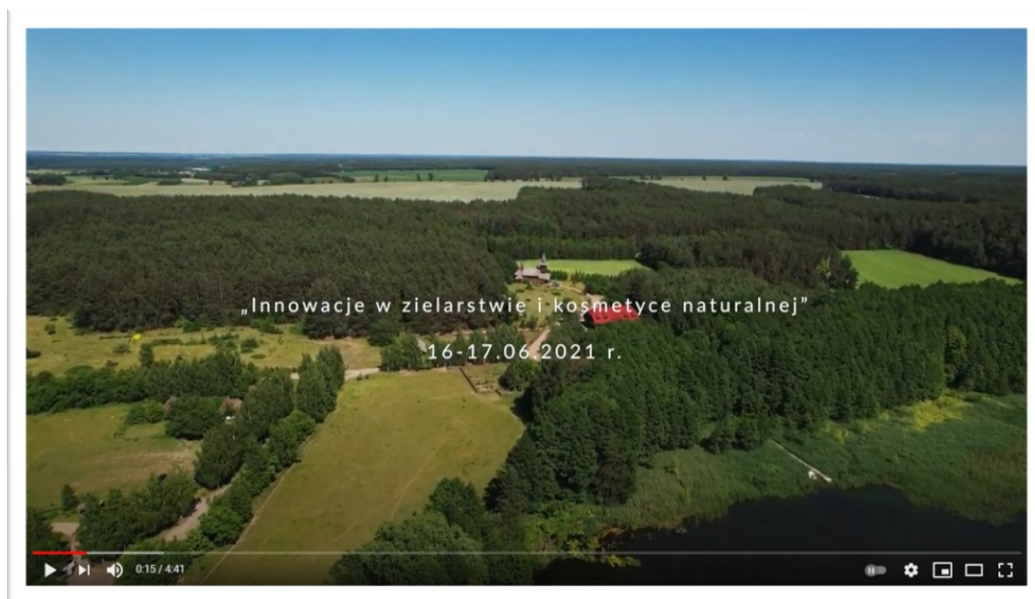 „Innowacje w zielarstwie i kosmetyce naturalnej”
16-17.06.2021 r.
0:15 / 4:41